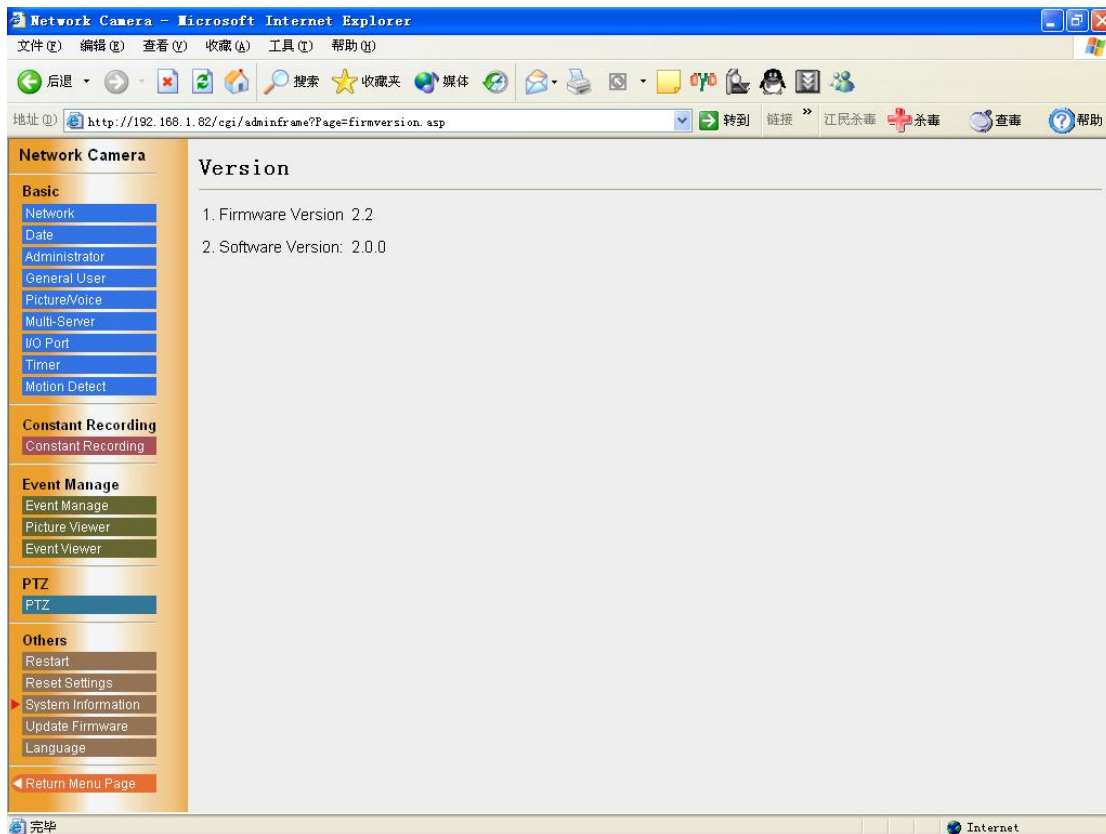 Network Camera - Microsoft Internet Explorer
文件(F) 编辑(E) 查看(V) 收藏(A) 工具(T) 帮助(H)
后退 搜索 收藏夹 媒体
地址(D) http://192.168.1.82/cgi/adminframe?Page=firmversion.asp 转到 链接 » 江民杀毒 杀毒 查毒 帮助
Network Camera
Basic
Network
Date
Administrator
General User
Picture/Voice
Multi-Server
I/O Port
Timer
Motion Detect
Constant Recording
Constant Recording
Event Manage
Event Manage
Picture Viewer
Event Viewer
PTZ
PTZ
Others
Restart
Reset Settings
System Information
Update Firmware
Language
Return Menu Page
Version
1. Firmware Version 2.2
2. Software Version: 2.0.0
完毕 Internet